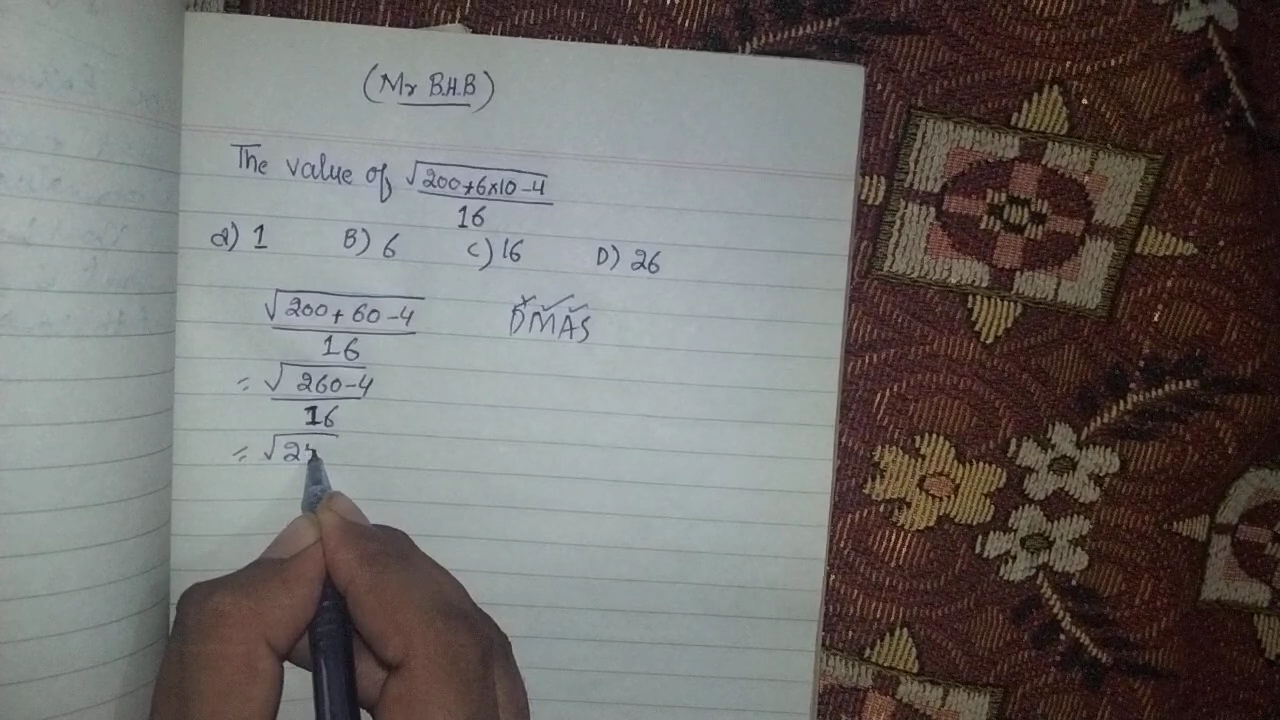 (Mr B.H.B)
The value of √200+6×10-4
16
a) 1 B) 6 C) 16 D) 26
√200+60-4 DMAS
16
= √260-4
16
= √2